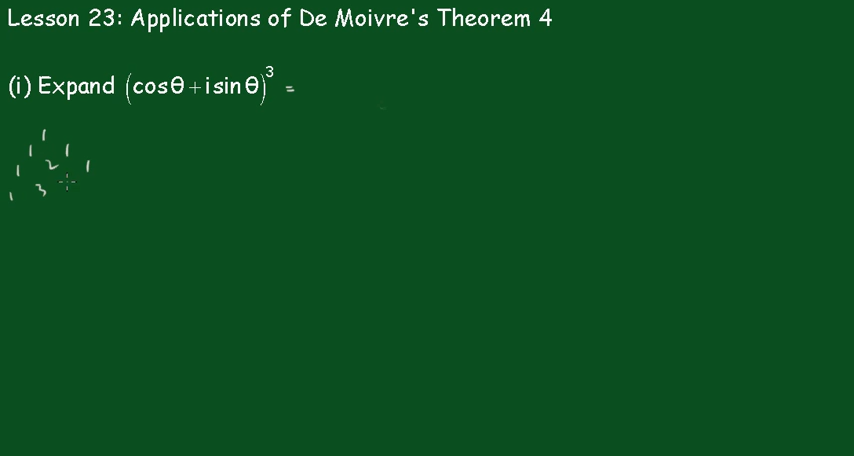 Lesson 23: Applications of De Moivre's Theorem 4
(i) Expand (cosθ + i sin θ)³ =
1
1 1
1 2 1
1 3